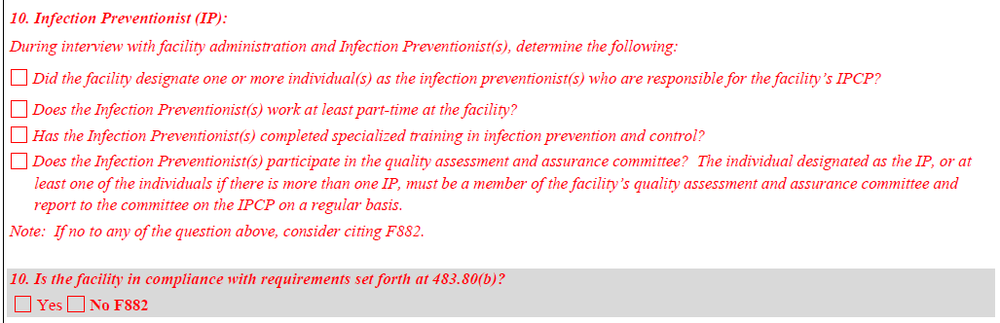 10. Infection Preventionist (IP):
During interview with facility administration and Infection Preventionist(s), determine the following:
Did the facility designate one or more individual(s) as the infection preventionist(s) who are responsible for the facility’s IPCP?
Does the Infection Preventionist(s) work at least part-time at the facility?
Has the Infection Preventionist(s) completed specialized training in infection prevention and control?
Does the Infection Preventionist(s) participate in the quality assessment and assurance committee?  The individual designated as the IP, or at
least one of the individuals if there is more than one IP, must be a member of the facility’s quality assessment and assurance committee and
report to the committee on the IPCP on a regular basis.
Note:  If no to any of the question above, consider citing F882.
10. Is the facility in compliance with requirements set forth at 483.80(b)?
Yes No F882